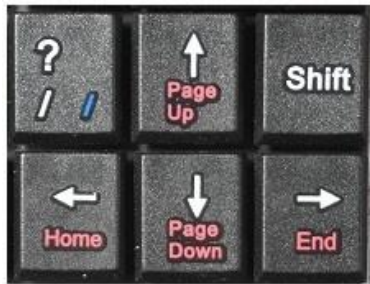 ? ↑ Shift
/ / Page
Up
← ↓ →
Home Page End
Down